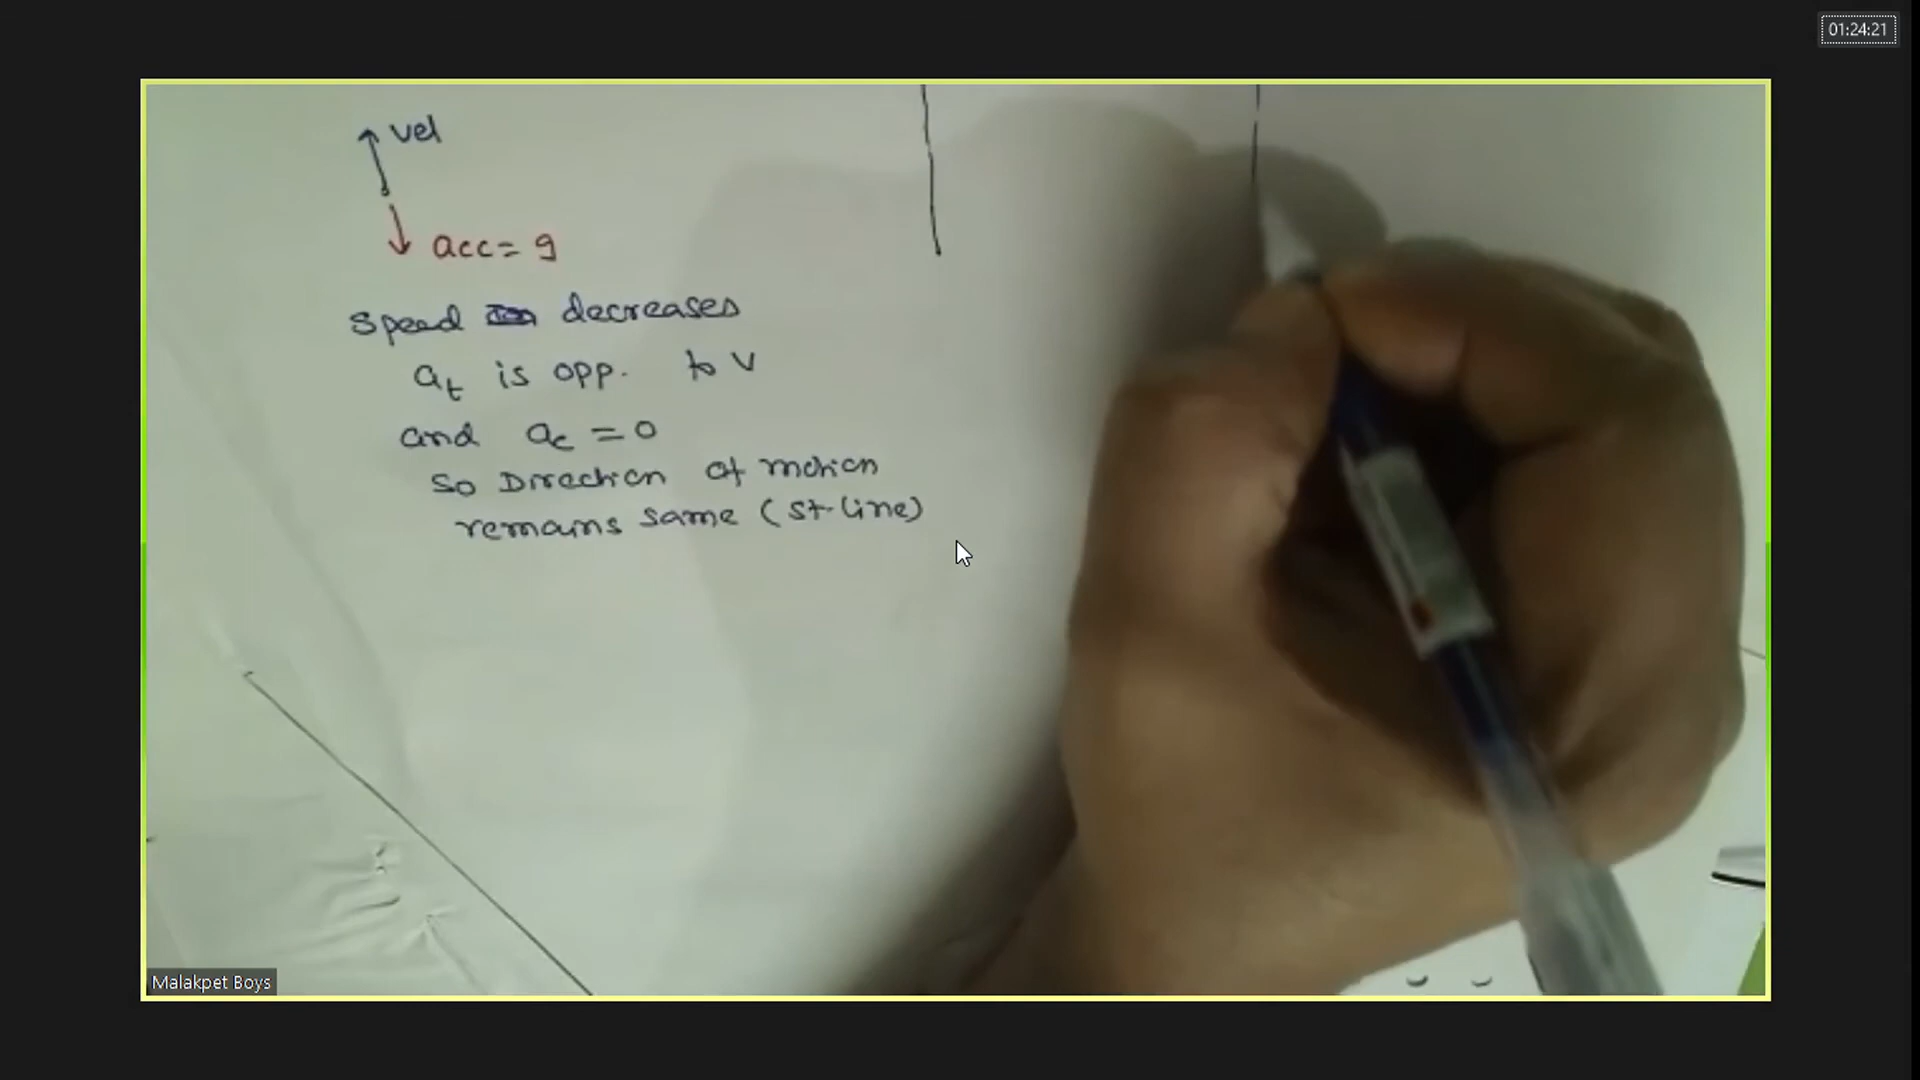 01:24:21
vel
acc = g
Speed decreases
at is opp. to v
and ac = 0
so Direction of motion
remains same (st-line)
Malakpet Boys